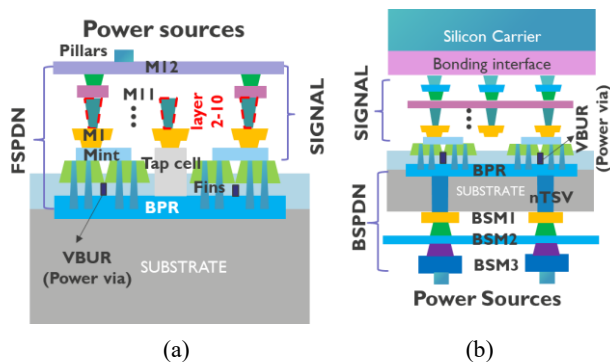 Power sources
(a)
Pillars
M12
M11
layer
2-10
M1
Mint
Tap cell
Fins
BPR
VBUR
(Power via)
SUBSTRATE
FSPDN
SIGNAL
(a)
(b)
Silicon Carrier
Bonding interface
SIGNAL
VBUR
(Power via)
BPR
SUBSTRATE
nTSV
BSPDN
BSM1
BSM2
BSM3
Power Sources
(b)